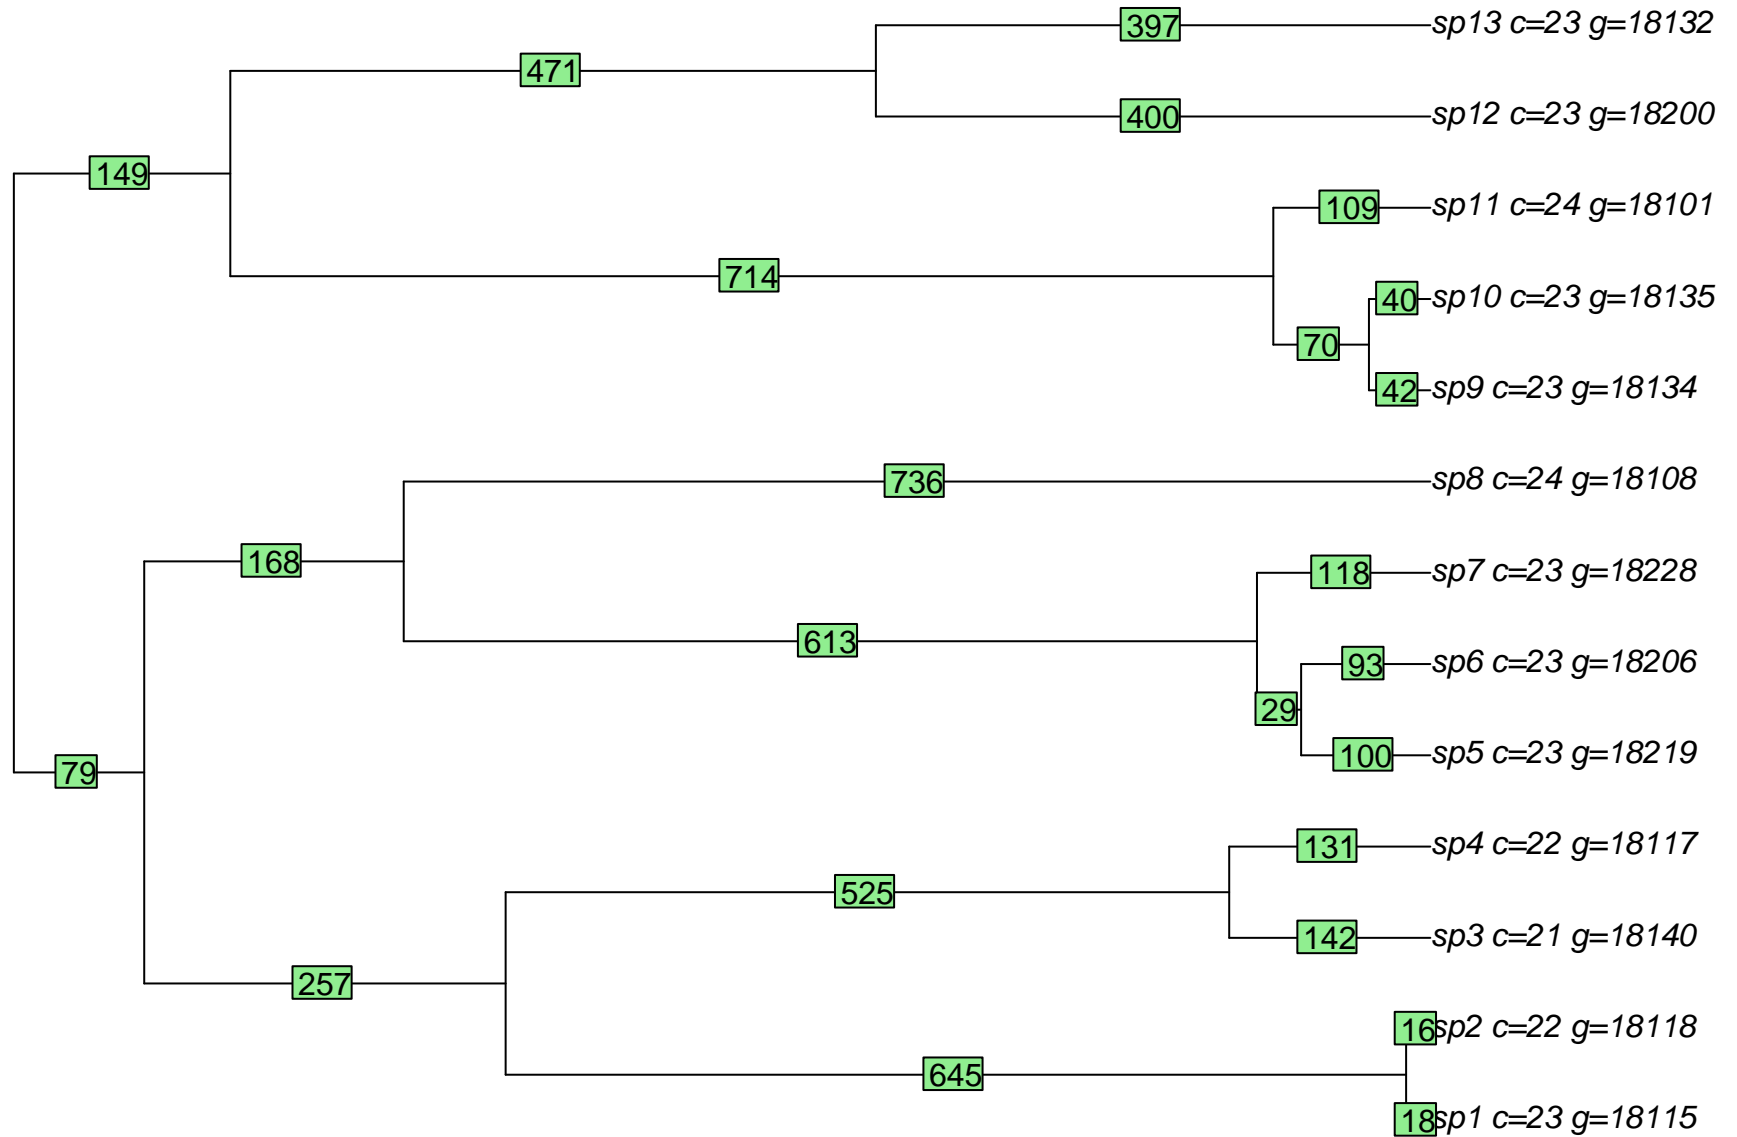 397
sp13 c=23 g=18132
471
400
sp12 c=23 g=18200
149
109
sp11 c=24 g=18101
714
40
sp10 c=23 g=18135
70
42
sp9 c=23 g=18134
736
sp8 c=24 g=18108
168
118
sp7 c=23 g=18228
613
93
sp6 c=23 g=18206
29
100
sp5 c=23 g=18219
79
131
sp4 c=22 g=18117
525
142
sp3 c=21 g=18140
257
16
sp2 c=22 g=18118
645
18
sp1 c=23 g=18115